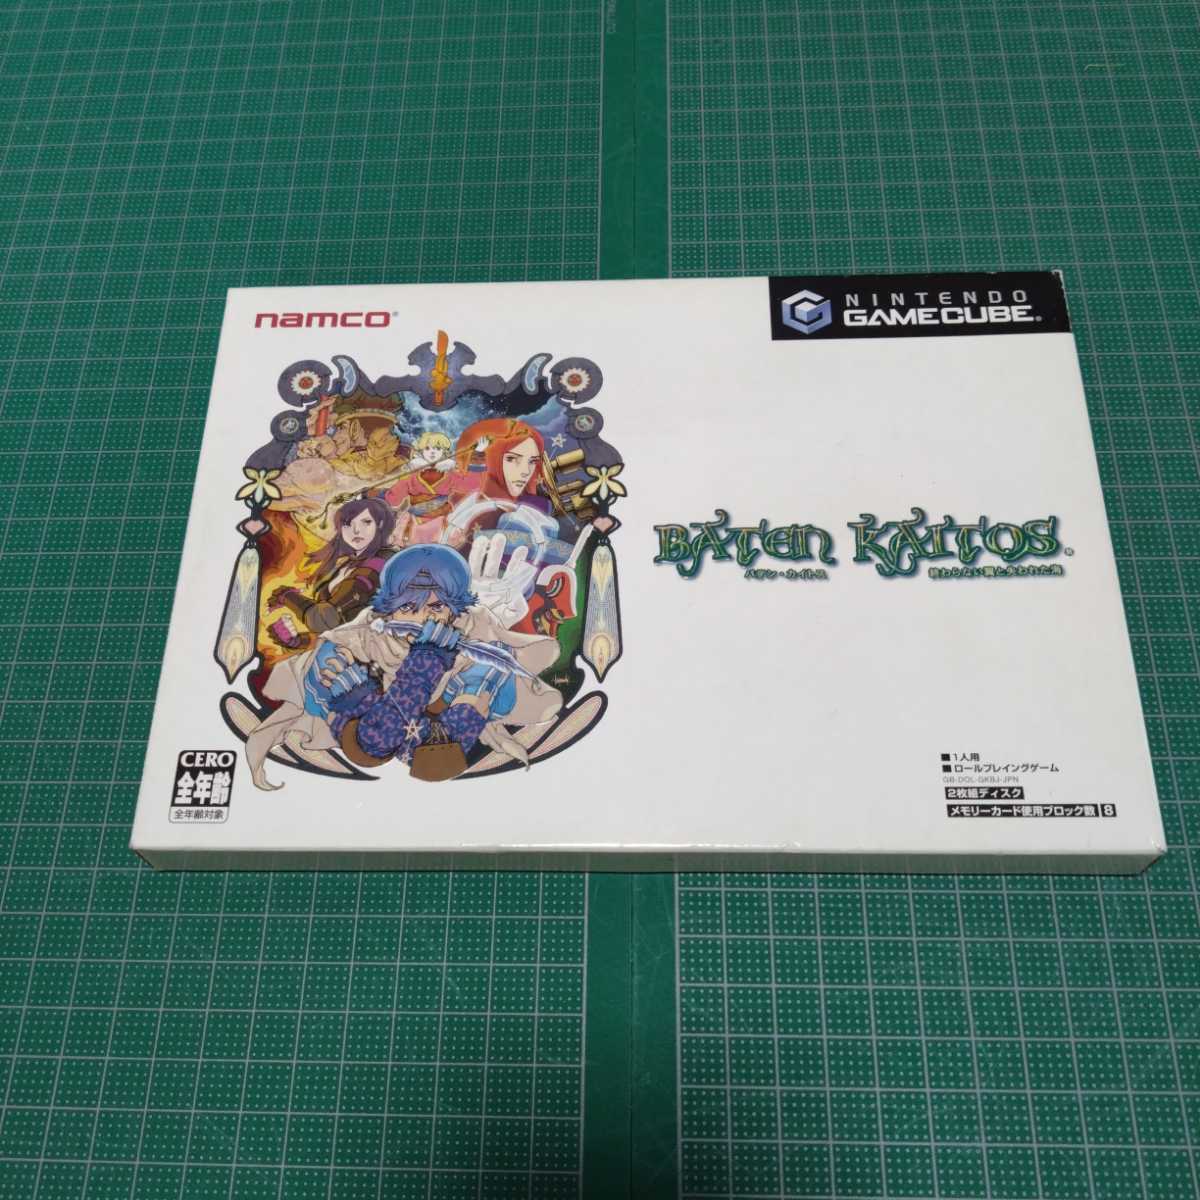 namco®
NINTENDO
GAMECUBE®
BATEN KAITOS®
バテン・カイトス
終わらない翼と失われた海
CERO
全年齢
全年齢対象
■1人用
■ロールプレイングゲーム
GB-DOL-GKBJ-JPN
2枚組ディスク
メモリーカード使用ブロック数 8